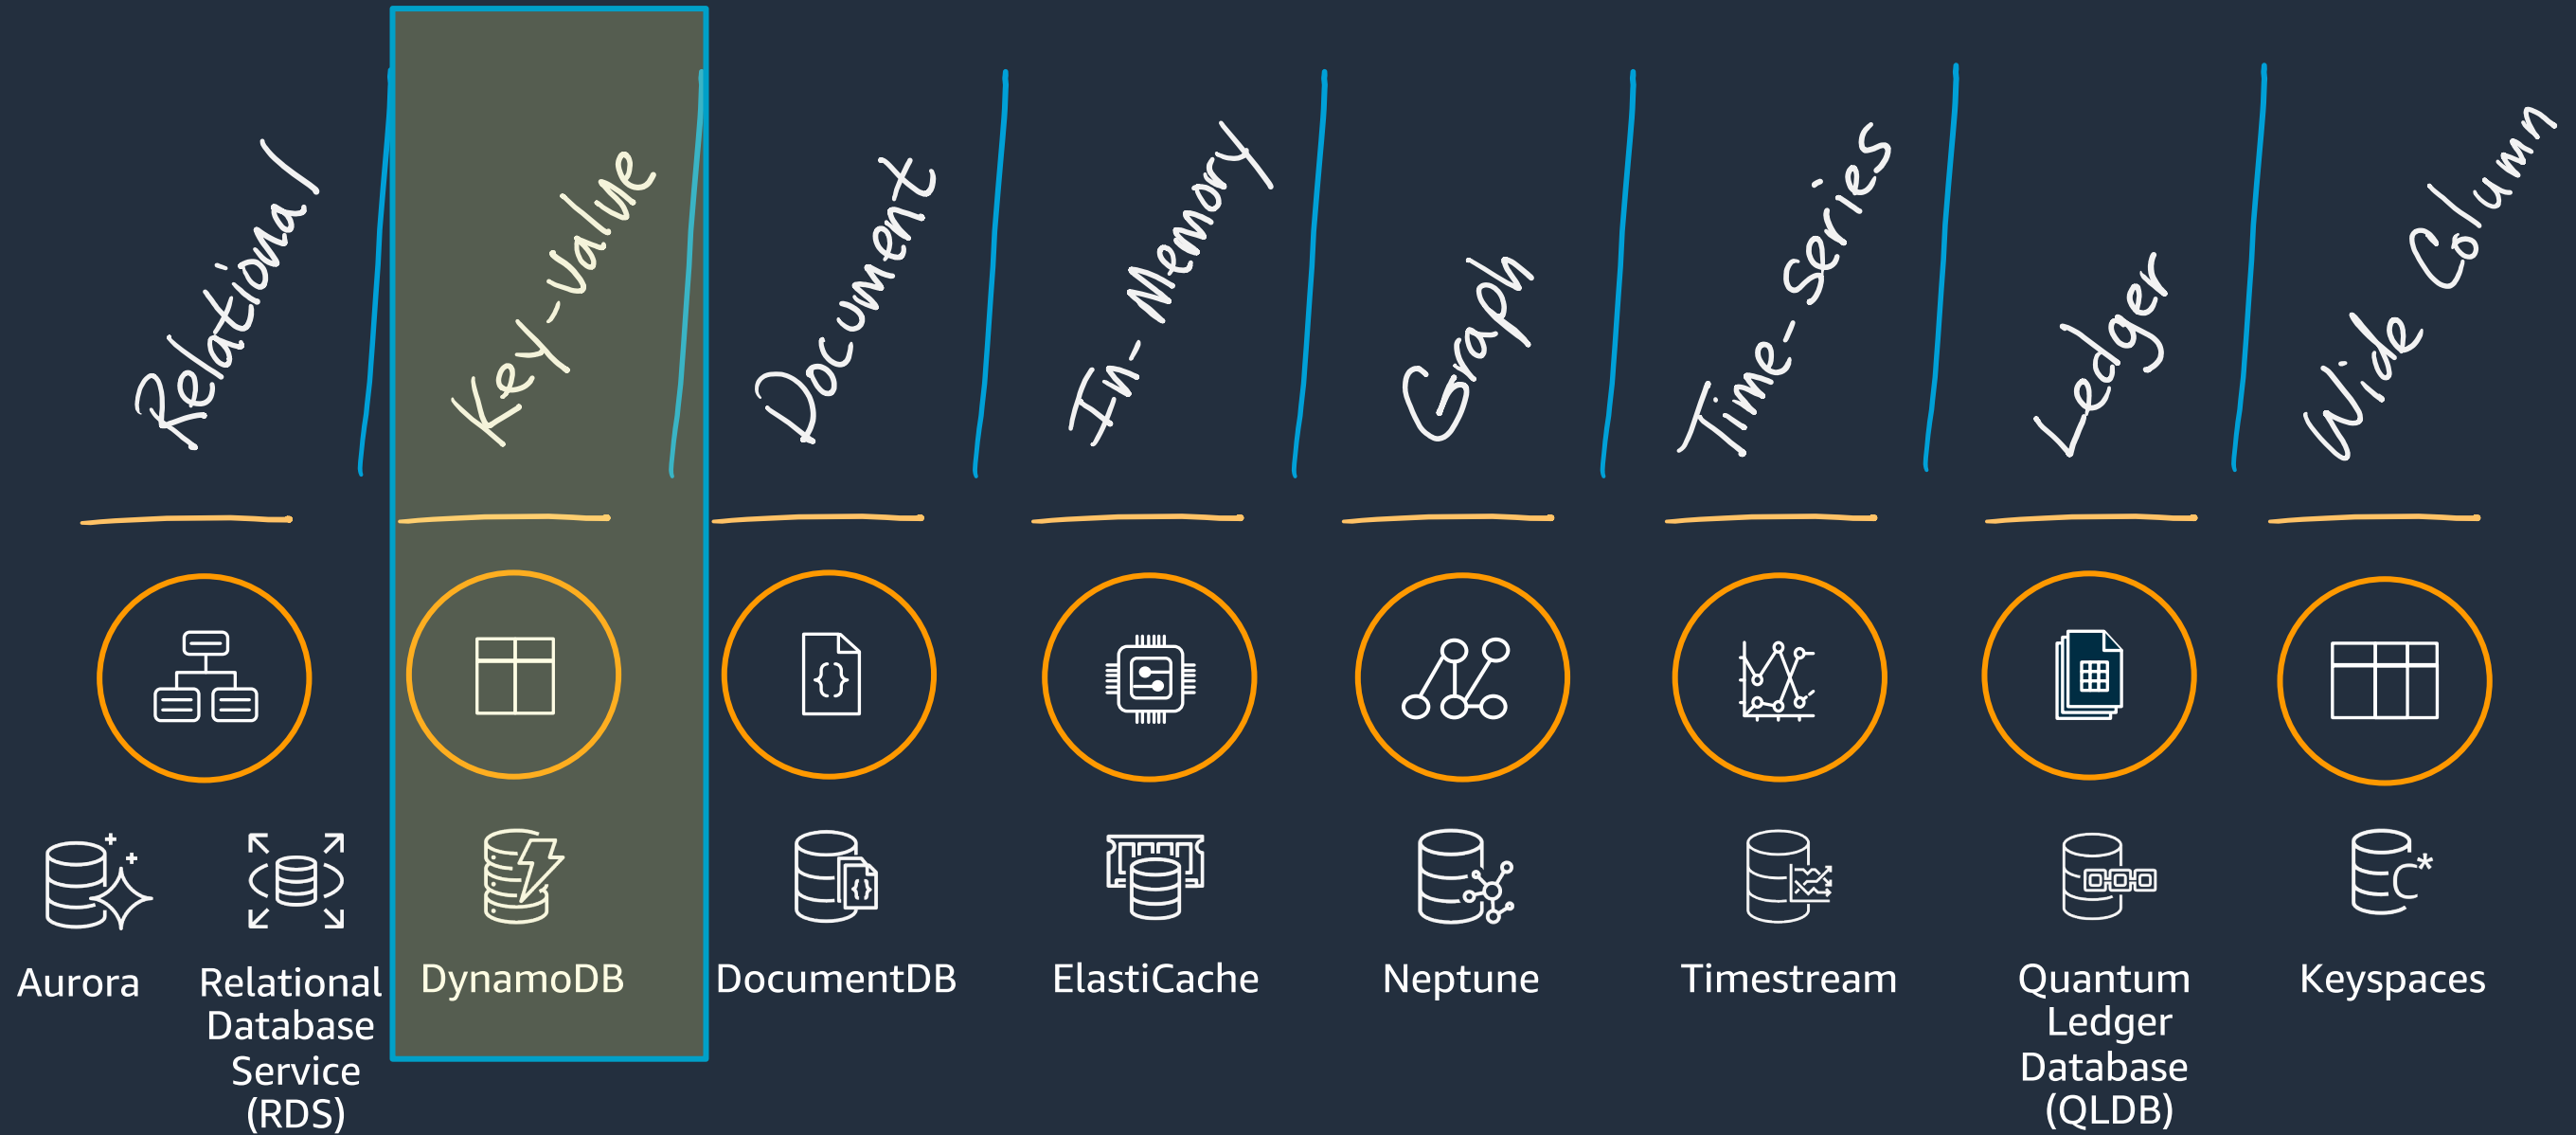 Relational
Key-value
Document
In-Memory
Graph
Time-series
Ledger
Wide Column
C*
Aurora
Relational
Database
Service
(RDS)
DynamoDB
DocumentDB
ElastiCache
Neptune
Timestream
Quantum
Ledger
Database
(QLDB)
Keyspaces